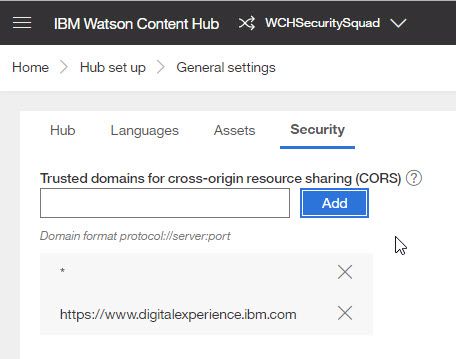 IBM Watson Content Hub WCHSecuritySquad
Home Hub set up General settings
Hub Languages Assets Security
Trusted domains for cross-origin resource sharing (CORS) ?
Add
Domain format protocol://server:port
*
https://www.digitalexperience.ibm.com